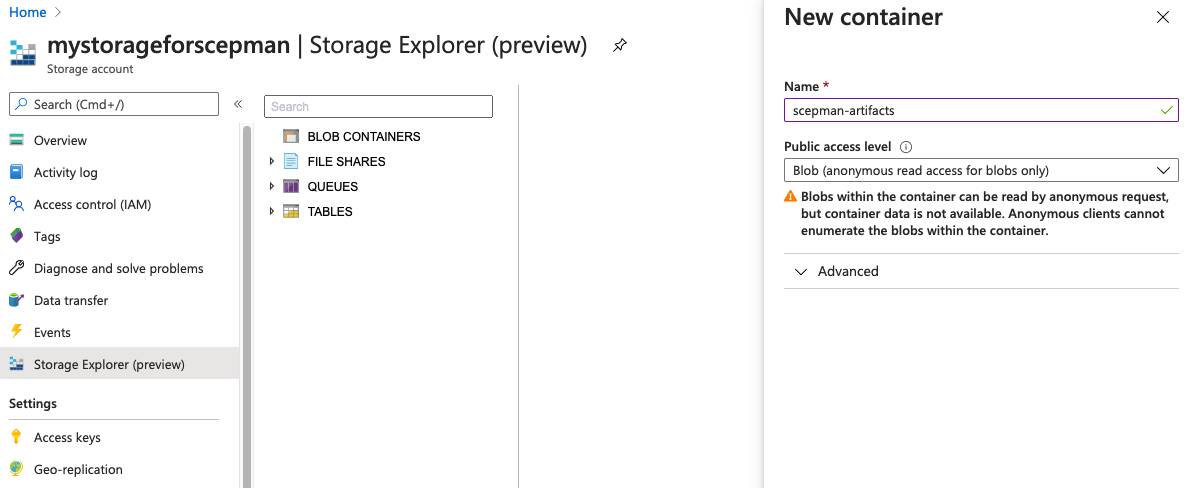 Home
mystorageforscepman | Storage Explorer (preview)
Storage account
Search (Cmd+/)
Overview
Activity log
Access control (IAM)
Tags
Diagnose and solve problems
Data transfer
Events
Storage Explorer (preview)
Settings
Access keys
Geo-replication
Search
BLOB CONTAINERS
FILE SHARES
QUEUES
TABLES
New container
Name *
scepman-artifacts
Public access level
Blob (anonymous read access for blobs only)
Blobs within the container can be read by anonymous request,
but container data is not available. Anonymous clients cannot
enumerate the blobs within the container.
Advanced